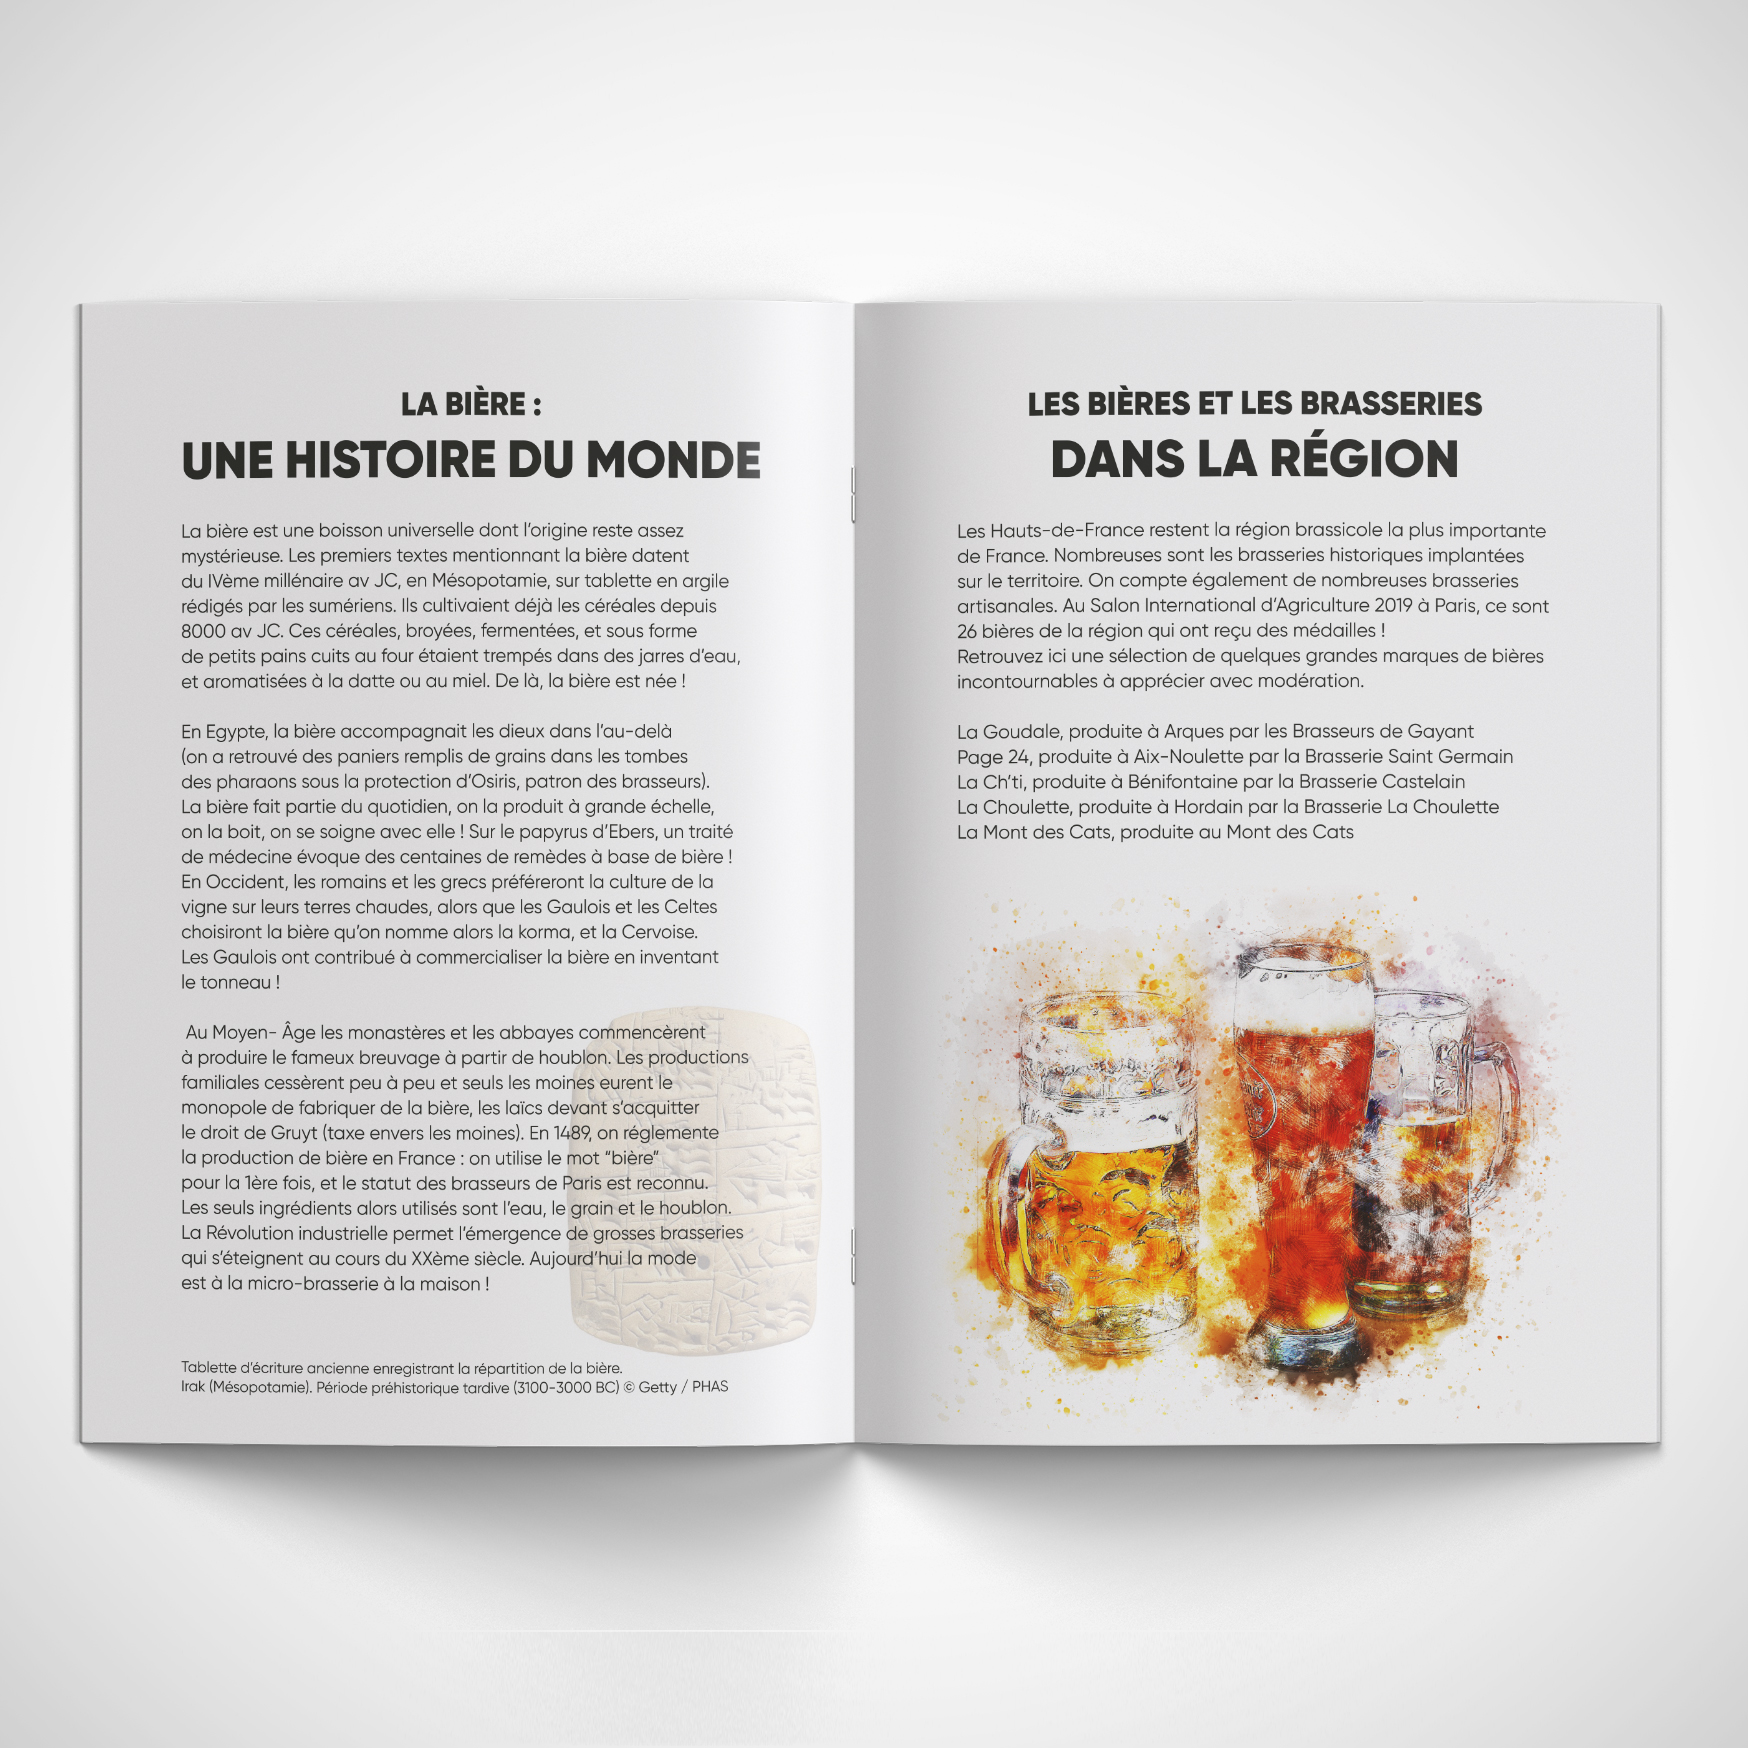 LA BIÈRE :
UNE HISTOIRE DU MONDE
La bière est une boisson universelle dont l'origine reste assez
mystérieuse. Les premiers textes mentionnant la bière datent
du IVème millénaire av JC, en Mésopotamie, sur tablette en argile
rédigés par les sumériens. Ils cultivaient déjà les céréales depuis
8000 av JC. Ces céréales, broyées, fermentées, et sous forme
de petits pains cuits au four étaient trempés dans des jarres d'eau,
et aromatisées à la datte ou au miel. De là, la bière est née !
En Egypte, la bière accompagnait les dieux dans l'au-delà
(on a retrouvé des paniers remplis de grains dans les tombes
des pharaons sous la protection d'Osiris, patron des brasseurs).
La bière fait partie du quotidien, on la produit à grande échelle,
on la boit, on se soigne avec elle ! Sur le papyrus d'Ebers, un traité
de médecine évoque des centaines de remèdes à base de bière !
En Occident, les romains et les grecs préféreront la culture de la
vigne sur leurs terres chaudes, alors que les Gaulois et les Celtes
choisiront la bière qu'on nomme alors la korma, et la Cervoise.
Les Gaulois ont contribué à commercialiser la bière en inventant
le tonneau !
Au Moyen- Âge les monastères et les abbayes commencèrent
à produire le fameux breuvage à partir de houblon. Les productions
familiales cessèrent peu à peu et seuls les moines eurent le
monopole de fabriquer de la bière, les laïcs devant s'acquitter
le droit de Gruyt (taxe envers les moines). En 1489, on réglemente
la production de bière en France : on utilise le mot “bière”
pour la 1ère fois, et le statut des brasseurs de Paris est reconnu.
Les seuls ingrédients alors utilisés sont l'eau, le grain et le houblon.
La Révolution industrielle permet l'émergence de grosses brasseries
qui s'éteignent au cours du XXème siècle. Aujourd'hui la mode
est à la micro-brasserie à la maison !
Tablette d'écriture ancienne enregistrant la répartition de la bière.
Irak (Mésopotamie). Période préhistorique tardive (3100-3000 BC) © Getty / PHAS
LES BIÈRES ET LES BRASSERIES
DANS LA RÉGION
Les Hauts-de-France restent la région brassicole la plus importante
de France. Nombreuses sont les brasseries historiques implantées
sur le territoire. On compte également de nombreuses brasseries
artisanales. Au Salon International d'Agriculture 2019 à Paris, ce sont
26 bières de la région qui ont reçu des médailles !
Retrouvez ici une sélection de quelques grandes marques de bières
incontournables à apprécier avec modération.
La Goudale, produite à Arques par les Brasseurs de Gayant
Page 24, produite à Aix-Noulette par la Brasserie Saint Germain
La Ch'ti, produite à Bénifontaine par la Brasserie Castelain
La Choulette, produite à Hordain par la Brasserie La Choulette
La Mont des Cats, produite au Mont des Cats